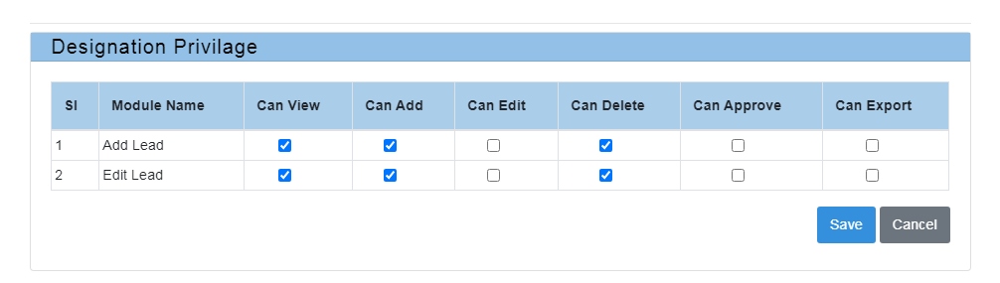 Designation Privilage
Sl Module Name Can View Can Add Can Edit Can Delete Can Approve Can Export
1 Add Lead
2 Edit Lead
Save Cancel